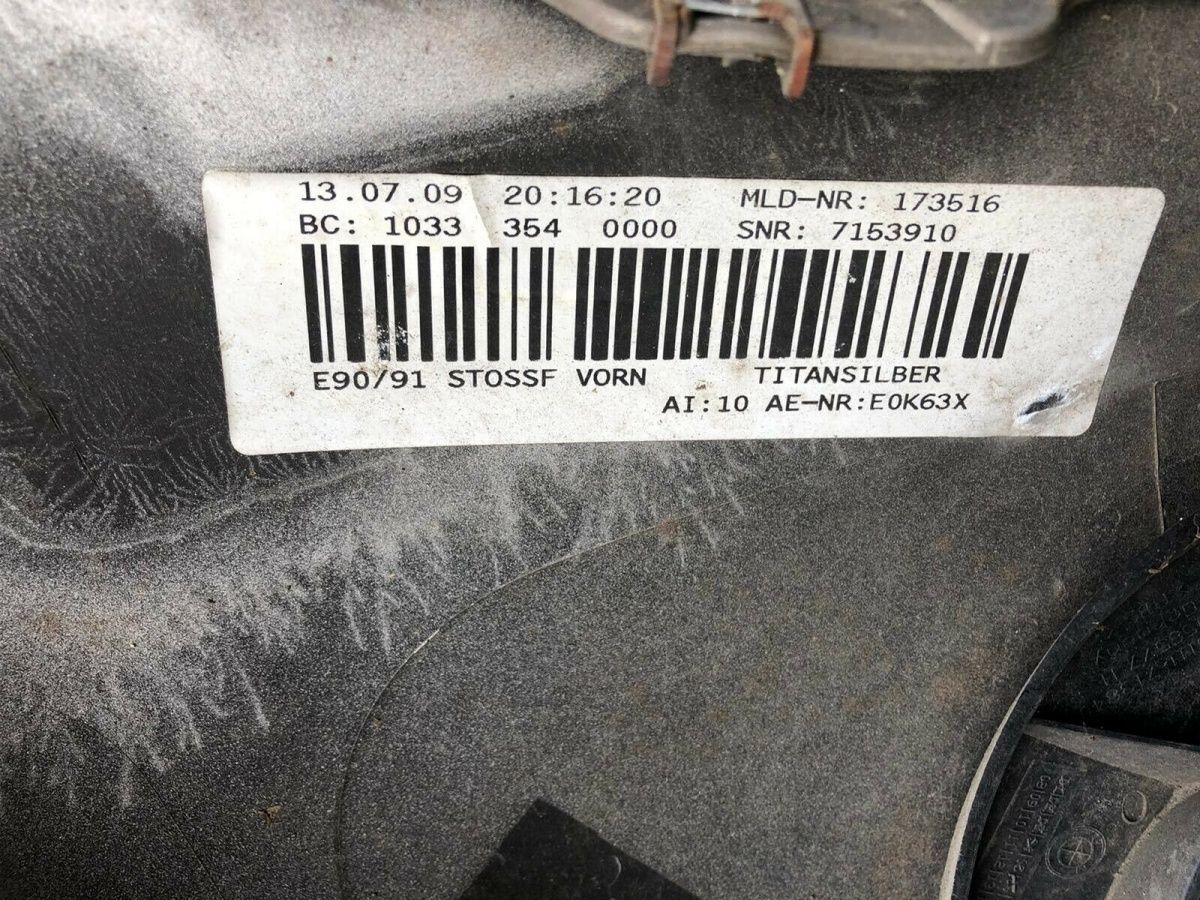 13.07.09 20:16:20 MLD-NR: 173516
BC: 1033 354 0000 SNR: 7153910
E90/91 STOSSF VORN TITANSILBER
AI:10 AE-NR:E0K63X